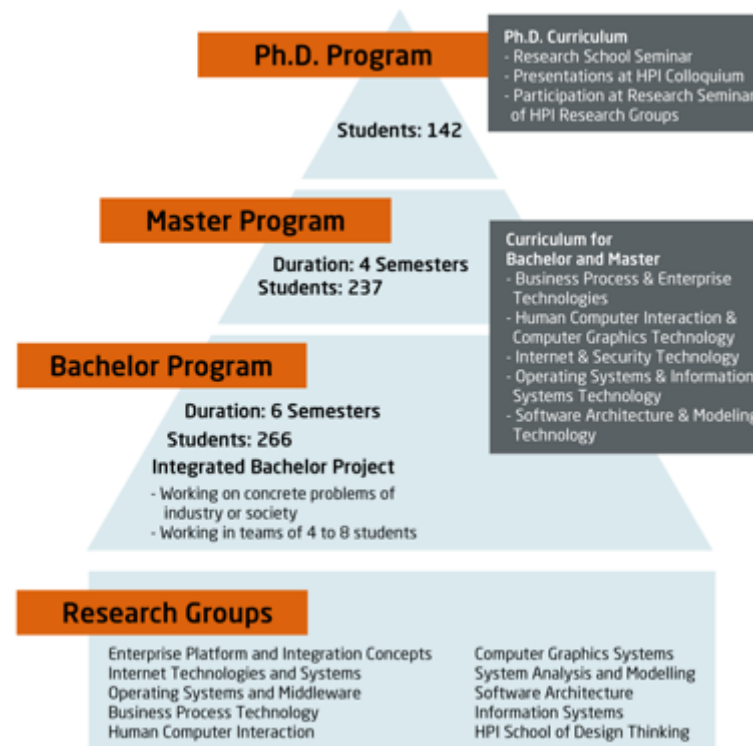 Ph.D. Program
Students: 142
Ph.D. Curriculum
- Research School Seminar
- Presentations at HPI Colloquium
- Participation at Research Seminar
of HPI Research Groups
Master Program
Duration: 4 Semesters
Students: 237
Curriculum for
Bachelor and Master
- Business Process & Enterprise
Technologies
- Human Computer Interaction &
Computer Graphics Technology
- Internet & Security Technology
- Operating Systems & Information
Systems Technology
- Software Architecture & Modeling
Technology
Bachelor Program
Duration: 6 Semesters
Students: 266
Integrated Bachelor Project
- Working on concrete problems of
industry or society
- Working in teams of 4 to 8 students
Research Groups
Enterprise Platform and Integration Concepts
Internet Technologies and Systems
Operating Systems and Middleware
Business Process Technology
Human Computer Interaction
Computer Graphics Systems
System Analysis and Modelling
Software Architecture
Information Systems
HPI School of Design Thinking